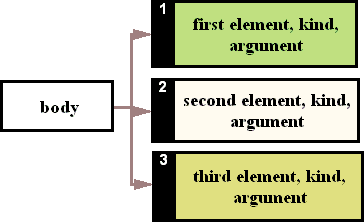 body
1
first element, kind,
argument
2
second element, kind,
argument
3
third element, kind,
argument